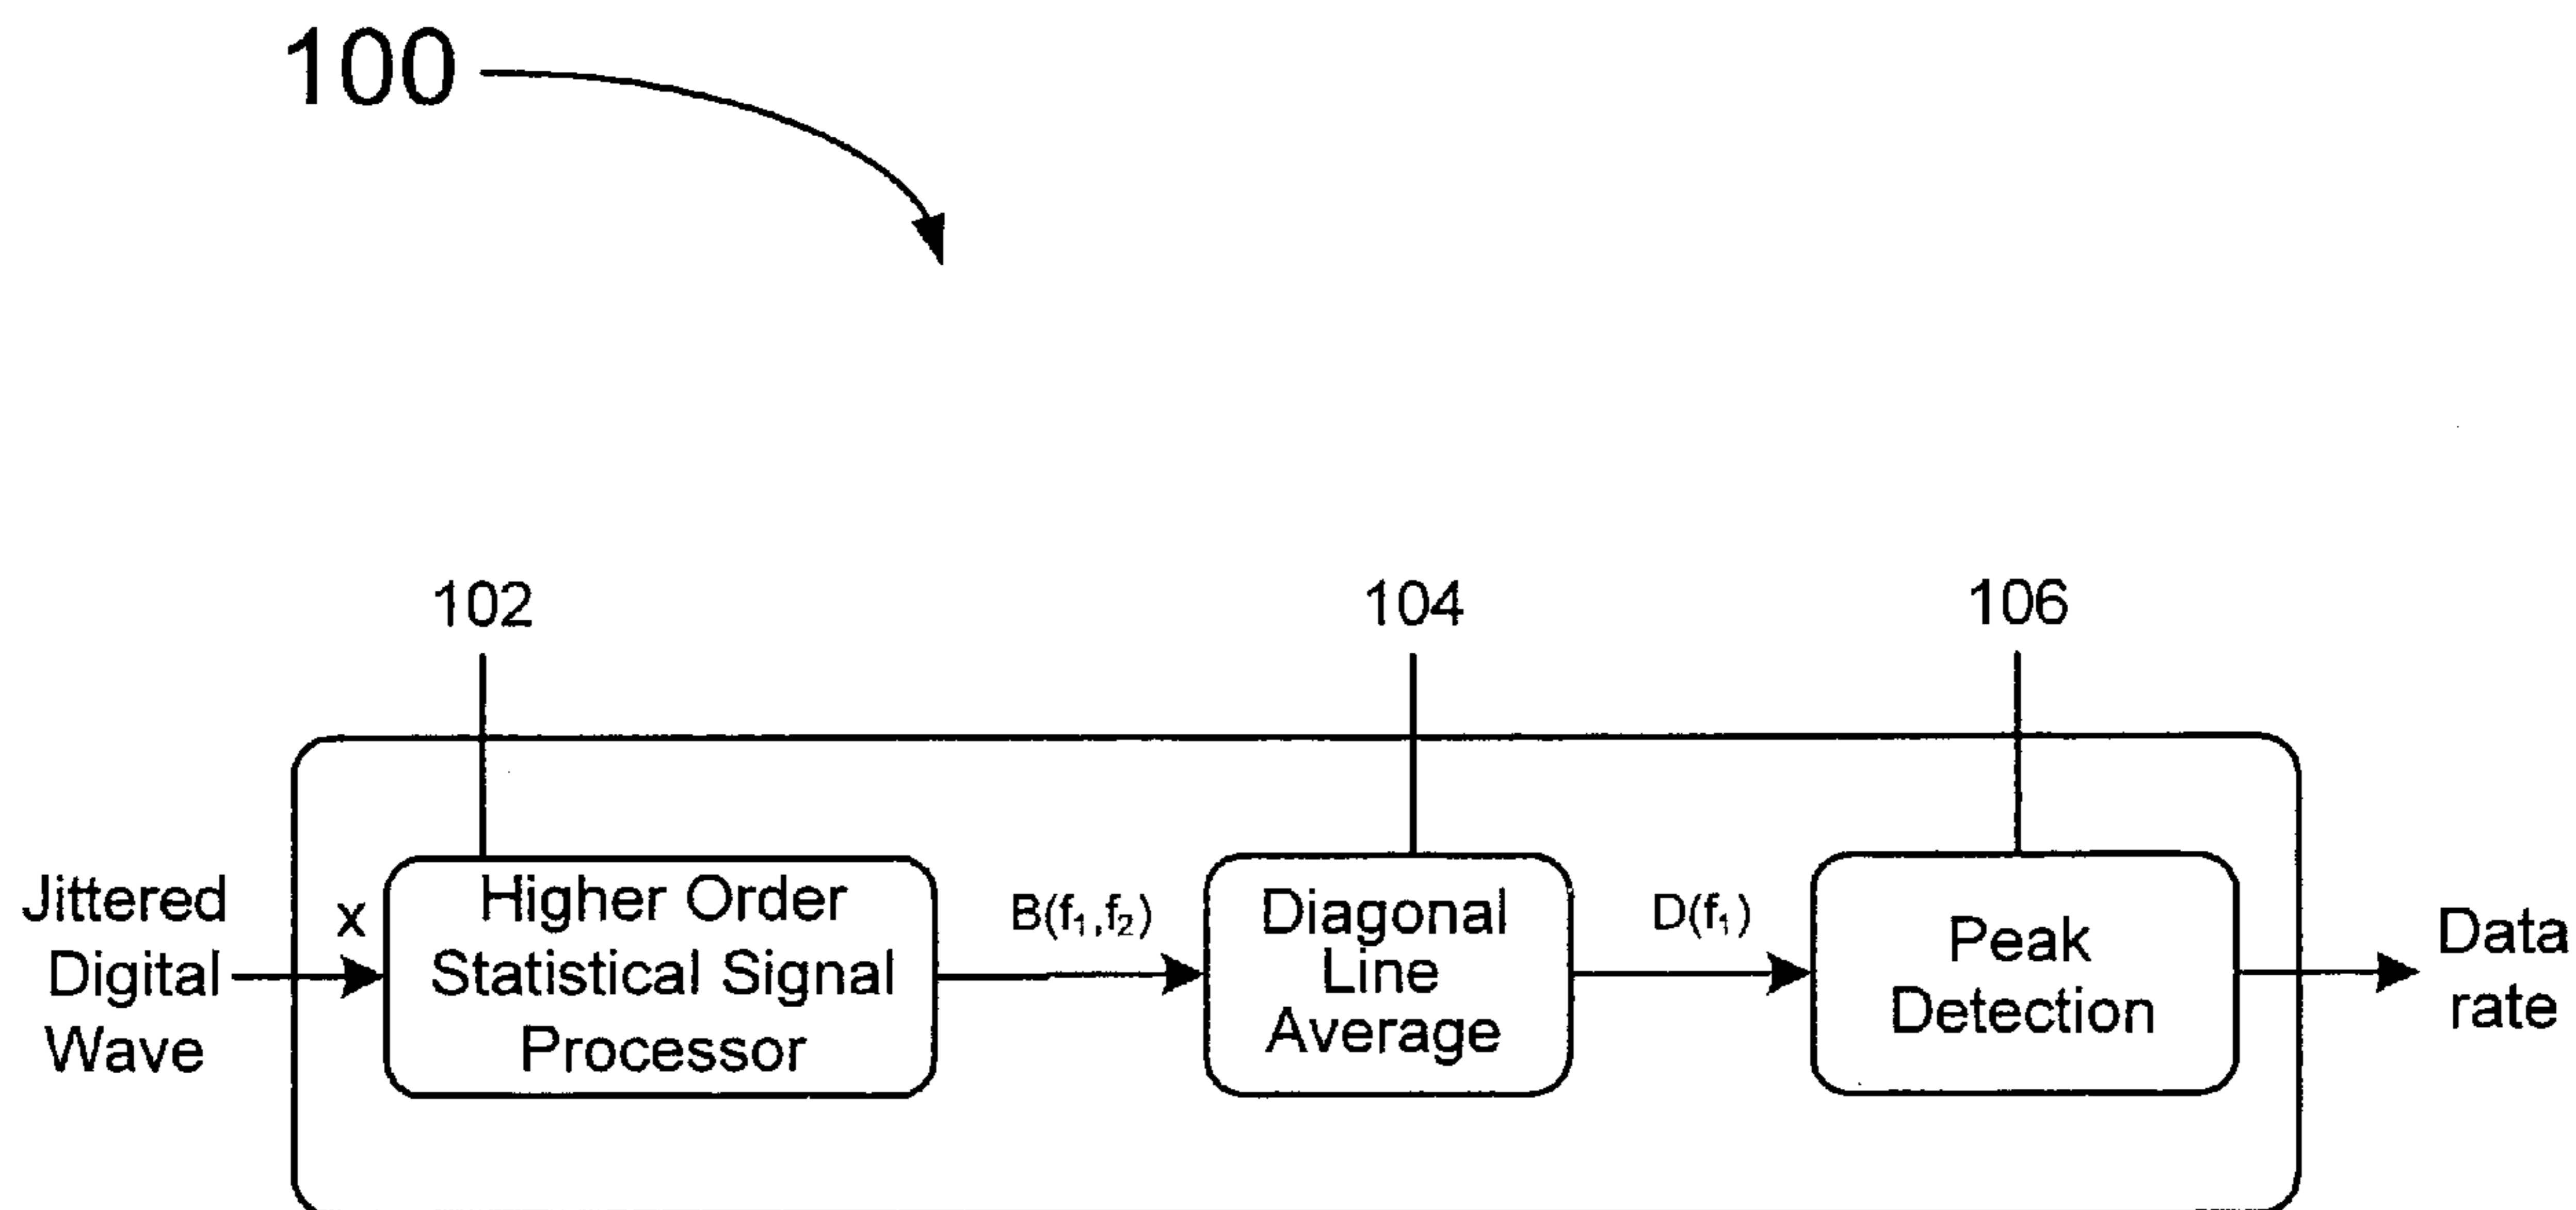 100
102
104
106
Jittered
Digital
Wave
x
Higher Order
Statistical Signal
Processor
B(f₁,f₂)
Diagonal
Line
Average
D(f₁)
Peak
Detection
Data
rate